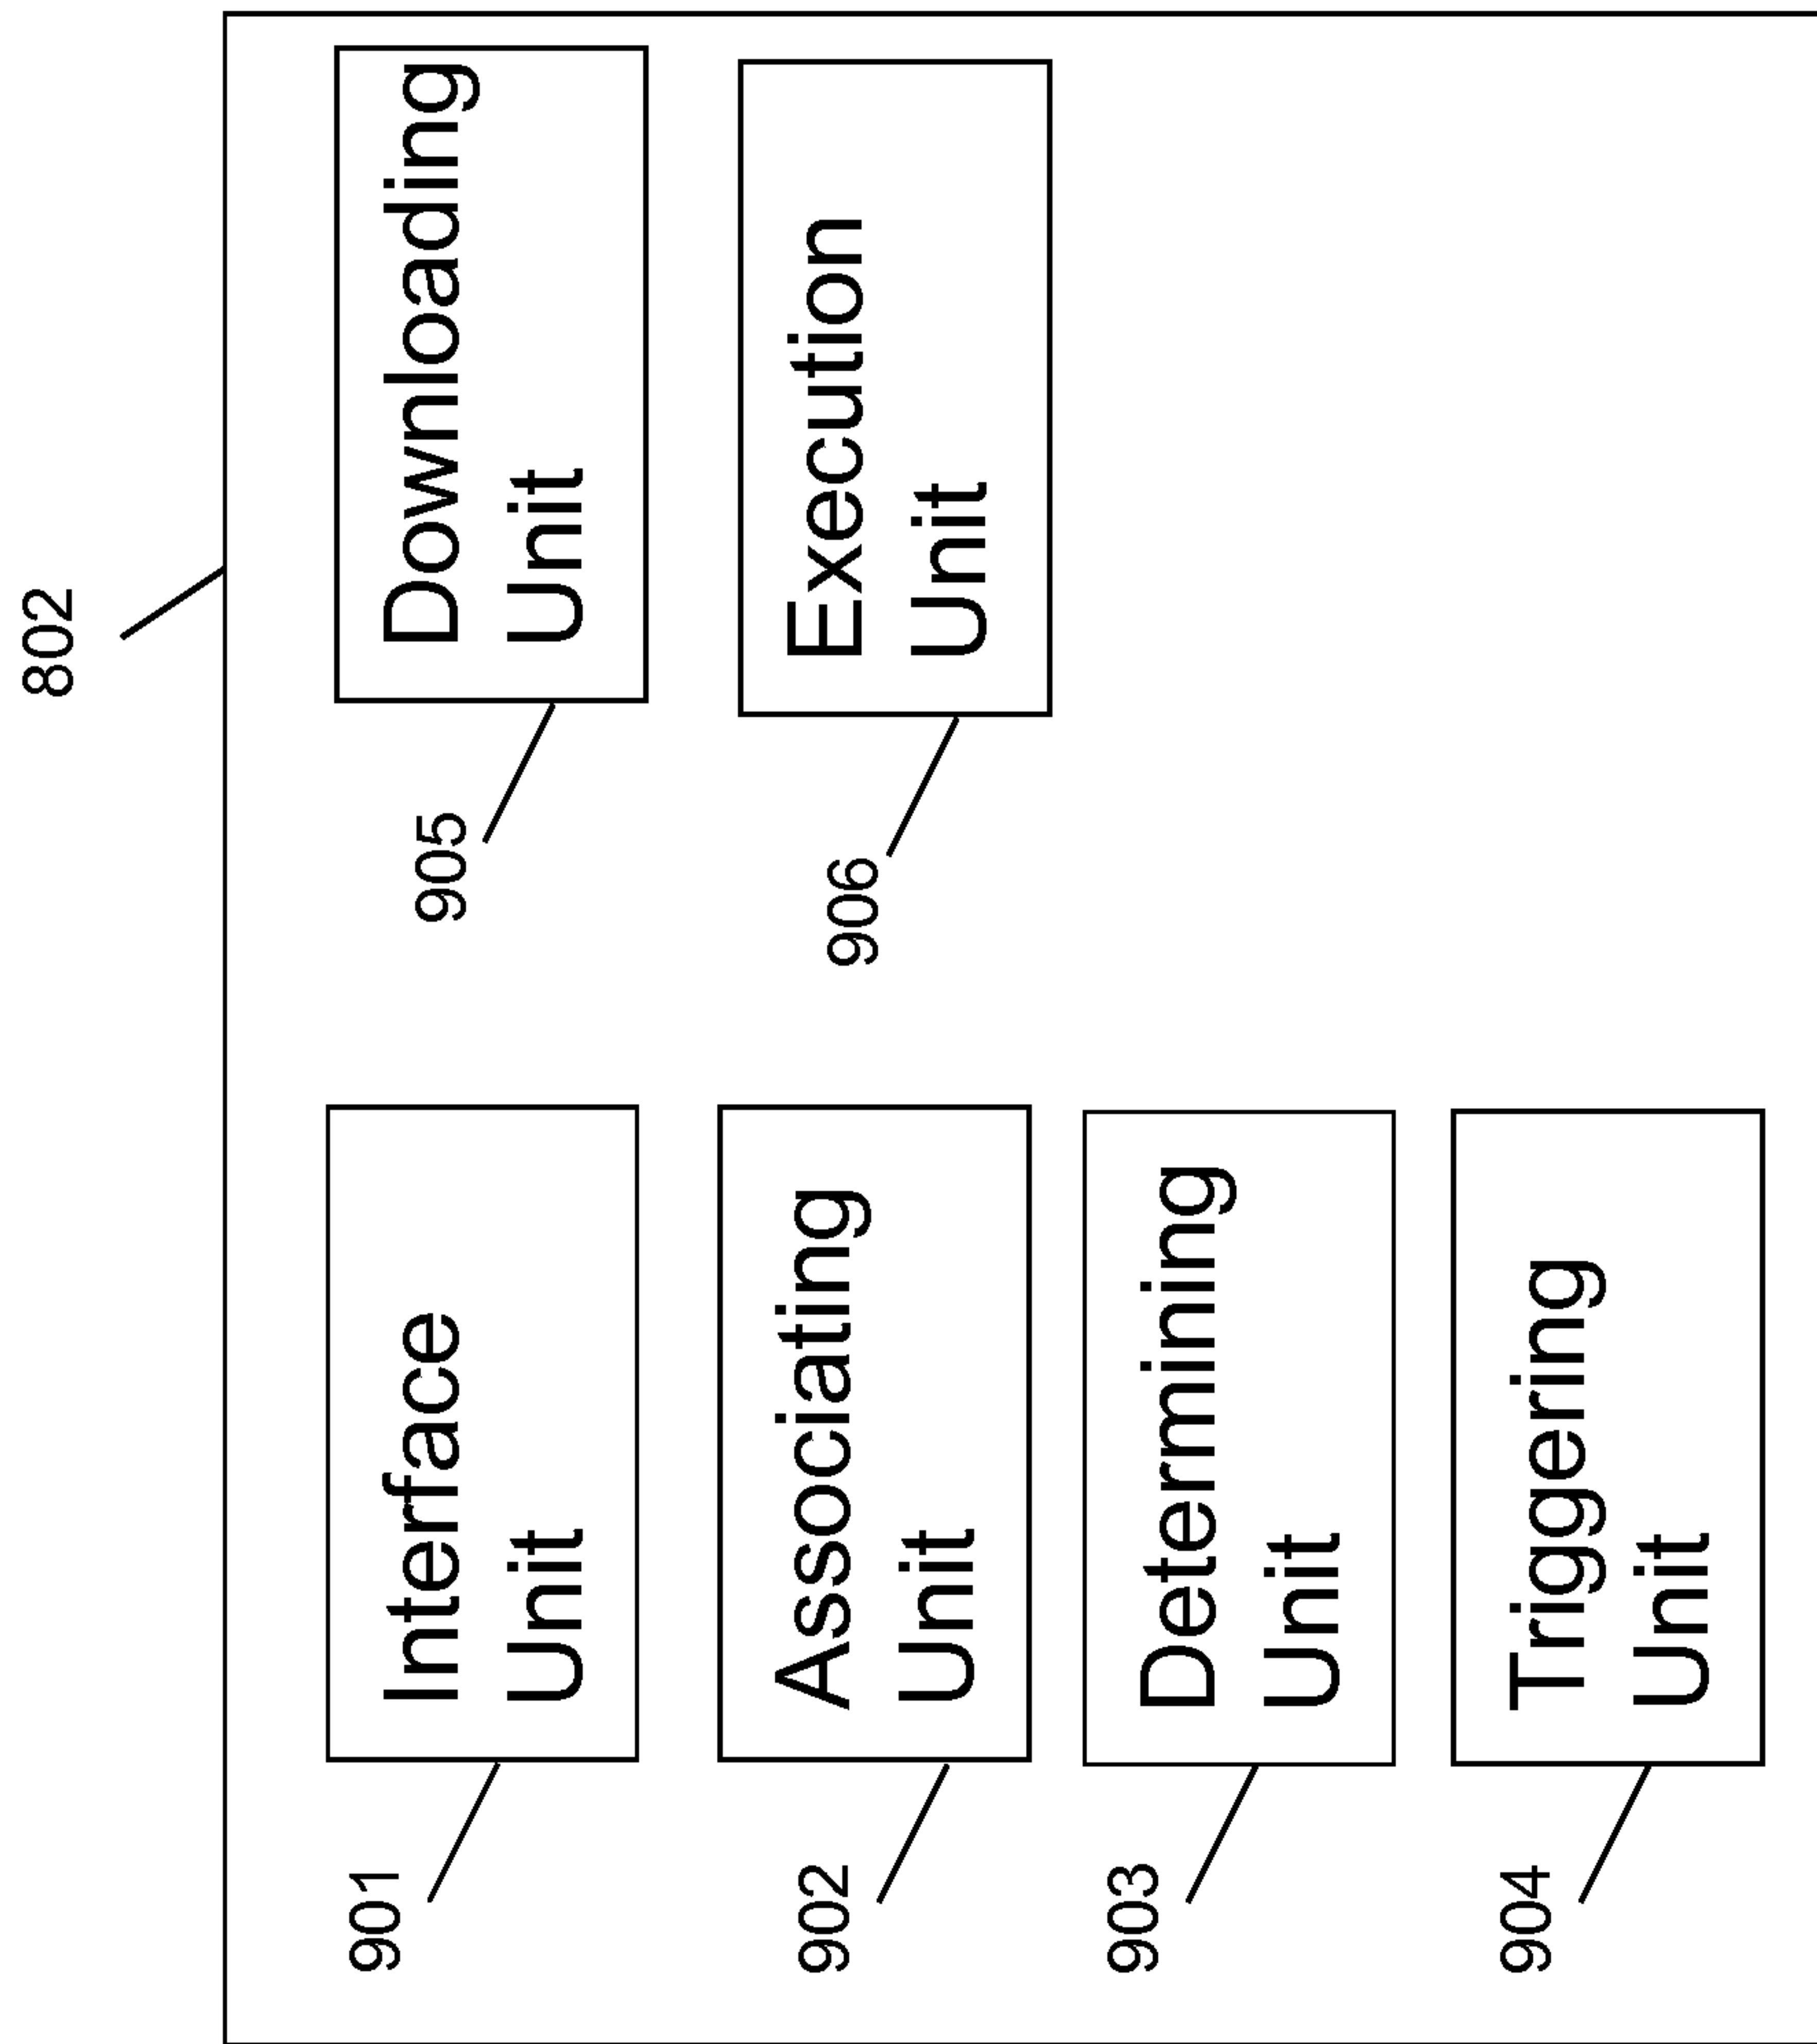 802
901
Interface
Unit
902
Associating
Unit
903
Determining
Unit
904
Triggering
Unit
905
Downloading
Unit
906
Execution
Unit